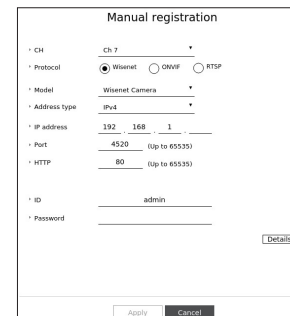 Manual registration
CH Ch 7
Protocol Wisenet ONVIF RTSP
Model Wisenet Camera
Address type IPv4
IP address 192 . 168 . 1 .
Port 4520 (Up to 65535)
HTTP 80 (Up to 65535)
ID admin
Password
Details
Apply Cancel